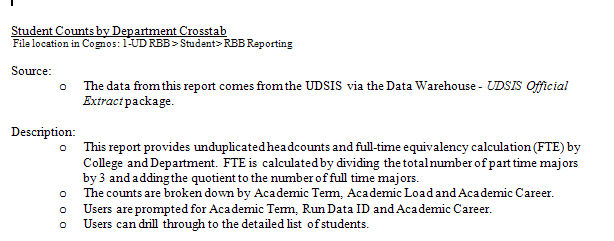 Student Counts by Department Crosstab
File location in Cognos: 1-UD RBB > Student > RBB Reporting
Source:
o The data from this report comes from the UDSIS via the Data Warehouse - UDSIS Official
Extract package.
Description:
o This report provides unduplicated headcounts and full-time equivalency calculation (FTE) by
College and Department. FTE is calculated by dividing the total number of part time majors
by 3 and adding the quotient to the number of full time majors.
o The counts are broken down by Academic Term, Academic Load and Academic Career.
o Users are prompted for Academic Term, Run Data ID and Academic Career.
o Users can drill through to the detailed list of students.